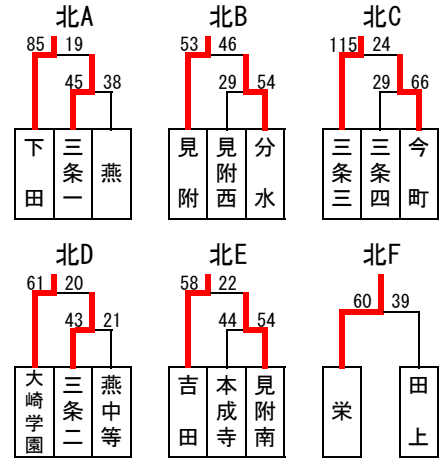 北A 北B 北C
85 19 53 46 115 24
45 38 29 54 29 66
下田 三条一 燕 見附 見附西 分水 三条三 三条四 今町
北D 北E 北F
61 20 58 22 60 39
43 21 44 54
大崎学園 三条二 燕中等 吉田 本成寺 見附南 栄 田上